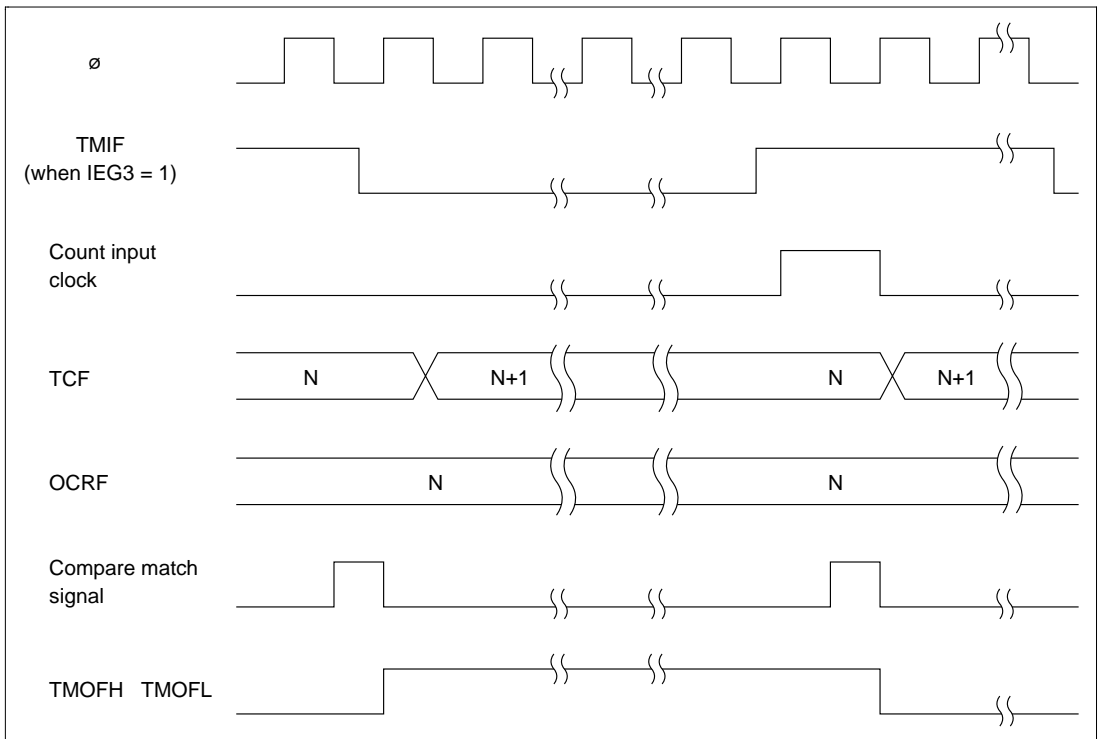 ø
TMIF
(when IEG3 = 1)
Count input
clock
TCF
N
N+1
N
N+1
OCRF
N
N
Compare match
signal
TMOFH TMOFL